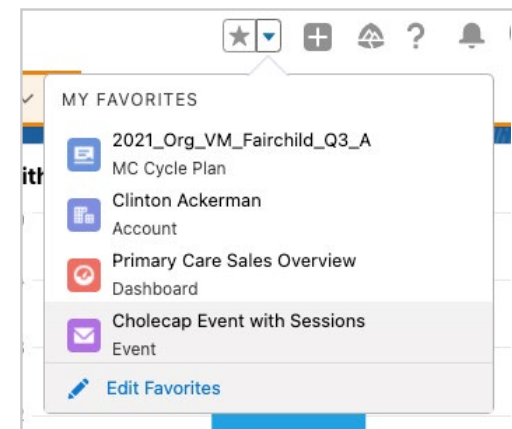 MY FAVORITES
2021_Org_VM_Fairchild_Q3_A
MC Cycle Plan
ith
Clinton Ackerman
Account
Primary Care Sales Overview
Dashboard
Cholecap Event with Sessions
Event
Edit Favorites